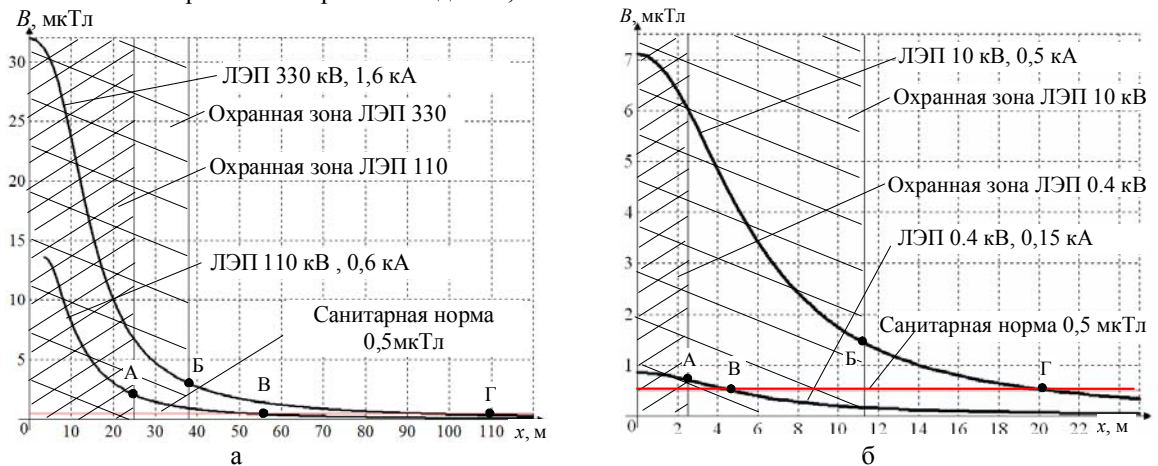 B, мкТл
30
25
20
15
10
5
0
10 20 30 40 50 60 70 80 90 100 110 x, м
ЛЭП 330 кВ, 1,6 кА
Охранная зона ЛЭП 330
Охранная зона ЛЭП 110
ЛЭП 110 кВ , 0,6 кА
Санитарная норма
0,5мкТл
А
Б
В
Г
а
B, мкТл
7
6
5
4
3
2
1
0
2 4 6 8 10 12 14 16 18 20 22 x, м
ЛЭП 10 кВ, 0,5 кА
Охранная зона ЛЭП 10 кВ
Охранная зона ЛЭП 0.4 кВ
ЛЭП 0.4 кВ, 0,15 кА
Санитарная норма 0,5 мкТл
Б
А
В
Г
б